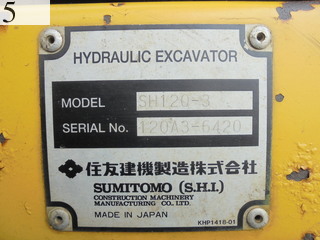 5
HYDRAULIC EXCAVATOR
MODEL SH120-3
SERIAL No. 120A3-6420
住友建機製造株式会社
SUMITOMO (S.H.I.)
CONSTRUCTION MACHINERY
MANUFACTURING CO., LTD.
MADE IN JAPAN
KHP1418-01